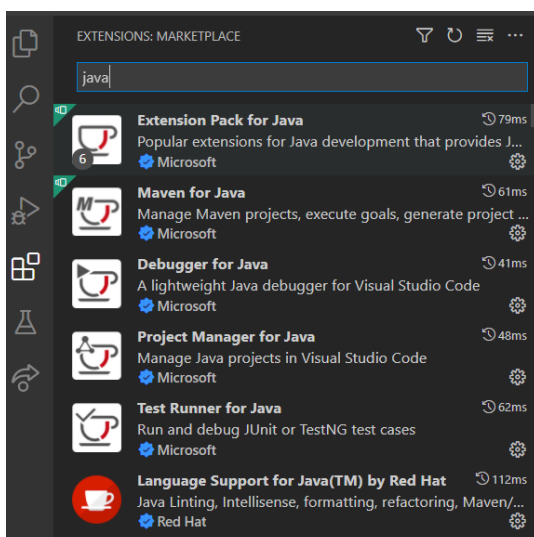 EXTENSIONS: MARKETPLACE
java
Extension Pack for Java 79ms
Popular extensions for Java development that provides J...
6 Microsoft
Maven for Java 61ms
Manage Maven projects, execute goals, generate project ...
Microsoft
Debugger for Java 41ms
A lightweight Java debugger for Visual Studio Code
Microsoft
Project Manager for Java 48ms
Manage Java projects in Visual Studio Code
Microsoft
Test Runner for Java 62ms
Run and debug JUnit or TestNG test cases
Microsoft
Language Support for Java(TM) by Red Hat 112ms
Java Linting, Intellisense, formatting, refactoring, Maven/...
Red Hat